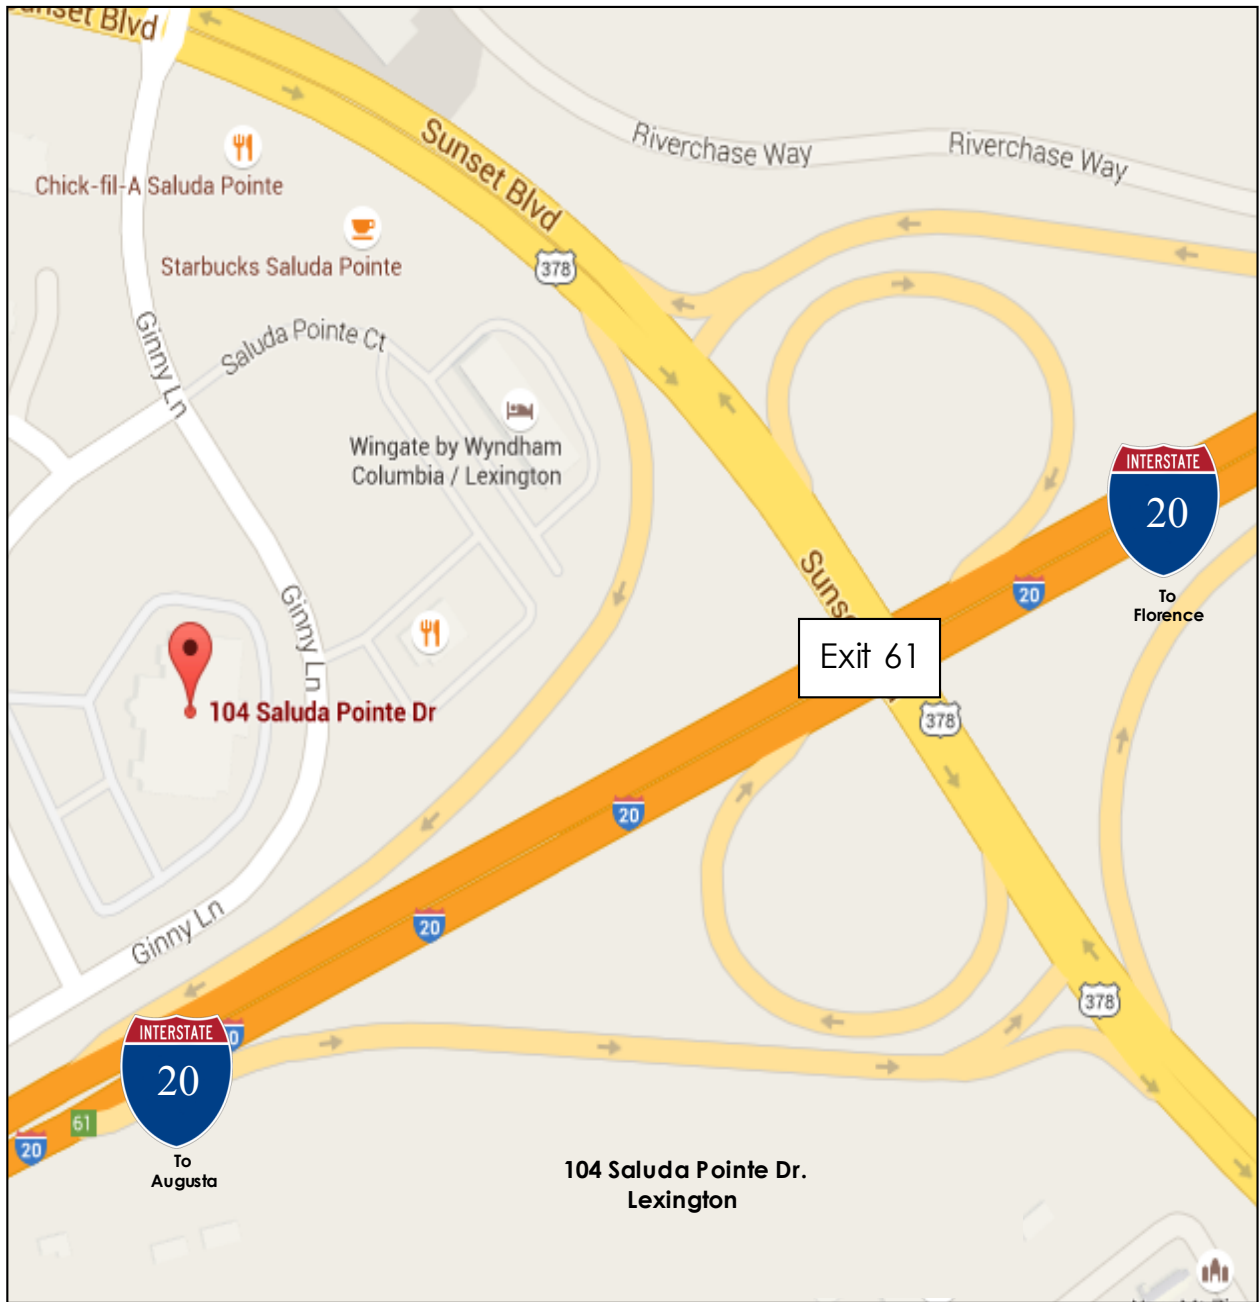 Sunset Blvd
Riverchase Way
Riverchase Way
Sunset Blvd
Chick-fil-A Saluda Pointe
Starbucks Saluda Pointe
378
Ginny Ln
Saluda Pointe Ct
Wingate by Wyndham
Columbia / Lexington
INTERSTATE
20
To
Florence
20
Ginny Ln
Exit 61
104 Saluda Pointe Dr
378
20
20
Ginny Ln
378
INTERSTATE
20
To
Augusta
61
20
104 Saluda Pointe Dr.
Lexington